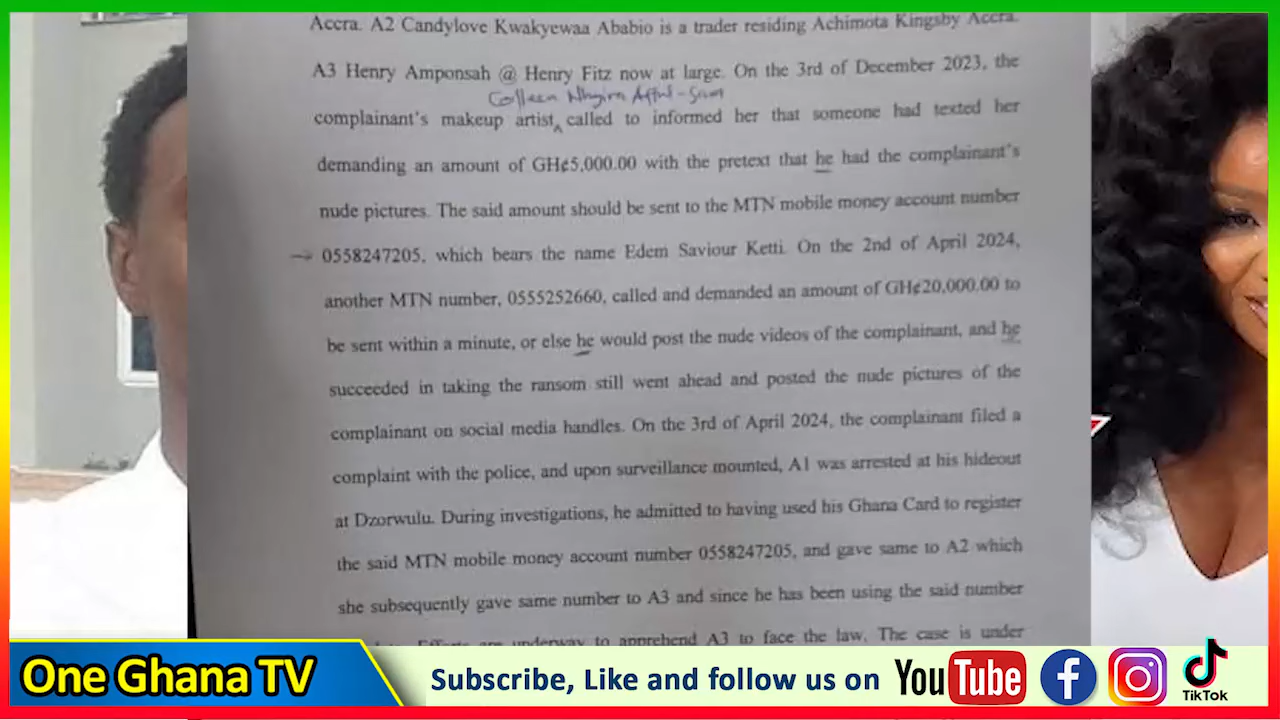 Accra. A2 Candylove Kwakyewaa Ababio is a trader residing Achimota Kingsby Accra.
A3 Henry Amponsah @ Henry Fitz now at large. On the 3rd of December 2023, the
Colleen Nhyira Afful-Sam
complainant's makeup artist, called to informed her that someone had texted her
demanding an amount of GH¢5,000.00 with the pretext that he had the complainant's
nude pictures. The said amount should be sent to the MTN mobile money account number
→ 0558247205, which bears the name Edem Saviour Ketti. On the 2nd of April 2024,
another MTN number, 0555252660, called and demanded an amount of GH¢20,000.00 to
be sent within a minute, or else he would post the nude videos of the complainant, and he
succeeded in taking the ransom still went ahead and posted the nude pictures of the
complainant on social media handles. On the 3rd of April 2024, the complainant filed a
complaint with the police, and upon surveillance mounted, A1 was arrested at his hideout
at Dzorwulu. During investigations, he admitted to having used his Ghana Card to register
the said MTN mobile money account number 0558247205, and gave same to A2 which
she subsequently gave same number to A3 and since he has been using the said number
Efforts are underway to apprehend A3 to face the law. The case is under
One Ghana TV
Subscribe, Like and follow us on YouTube
TikTok